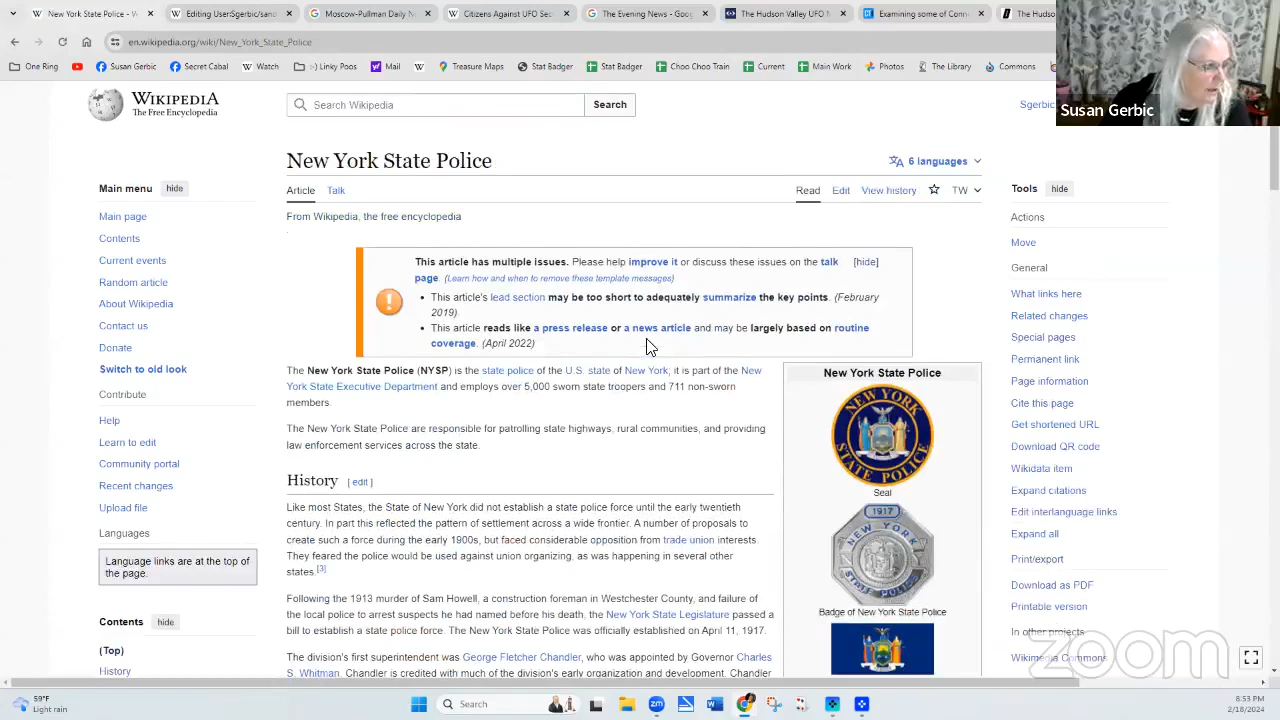 MosconPulmanDay N
Editing UserSgerbic/sandb
Citizens Against UFO Sec
The Google News - Goog
The Hudson Valley UFO N
Citing sources - Extended Co
The Hudso
en.wikipedia.org/wiki/New_York_State_Police
One Ring
Susan Gerbic
Secret Cabal
Watch
:-) Linky Poos
Mail
Treasure Maps
Stat Badger
Stat Badger
Choo Choo Train
Current
Main Work
Photos
The Library
Commons
Susan Gerbic
WIKIPEDIA
The Free Encyclopedia
Search Wikipedia
Search
Sgerbic
New York State Police
6 languages
Article
Talk
Read
Edit
View history
TW
From Wikipedia, the free encyclopedia
Main menu
hide
Main page
Contents
Current events
Random article
About Wikipedia
Contact us
Donate
Switch to old look
Contribute
Help
Learn to edit
Community portal
Recent changes
Upload file
Languages
Language links are at the top of
the page.
Contents
hide
(Top)
History
This article has multiple issues. Please help improve it or discuss these issues on the talk
page. (Learn how and when to remove these template messages)
[hide]
• This article's lead section may be too short to adequately summarize the key points. (February
2019)
• This article reads like a press release or a news article and may be largely based on routine
coverage. (April 2022)
The New York State Police (NYSP) is the state police of the U.S. state of New York; it is part of the New
York State Executive Department and employs over 5,000 sworn state troopers and 711 non-sworn
members.
The New York State Police are responsible for patrolling state highways, rural communities, and providing
law enforcement services across the state.
History [ edit ]
Like most States, the State of New York did not establish a state police force until the early twentieth
century. In part this reflected the pattern of settlement across a wide frontier. A number of proposals to
create such a force during the early 1900s, but faced considerable opposition from trade union interests.
They feared the police would be used against union organizing, as was happening in several other
states.[3]
Following the 1913 murder of Sam Howell, a construction foreman in Westchester County, and failure of
the local police to arrest suspects he had named before his death, the New York State Legislature passed a
bill to establish a state police force. The New York State Police was officially established on April 11, 1917.
The division's first superintendent was George Fletcher Chandler, who was appointed by Governor Charles
S. Whitman. Chandler is credited with much of the division's early organization and development. Chandler
New York State Police
NEW YORK
STATE POLICE
Seal
1917
NEW YORK
STATE POLICE
Badge of New York State Police
Tools
hide
Actions
Move
General
What links here
Related changes
Special pages
Permanent link
Page information
Cite this page
Get shortened URL
Download QR code
Wikidata item
Expand citations
Edit interlanguage links
Expand all
Print/export
Download as PDF
Printable version
In other projects
Wikimedia Commons
zoom
59°F
Light rain
Search
8:53 PM
2/18/2024